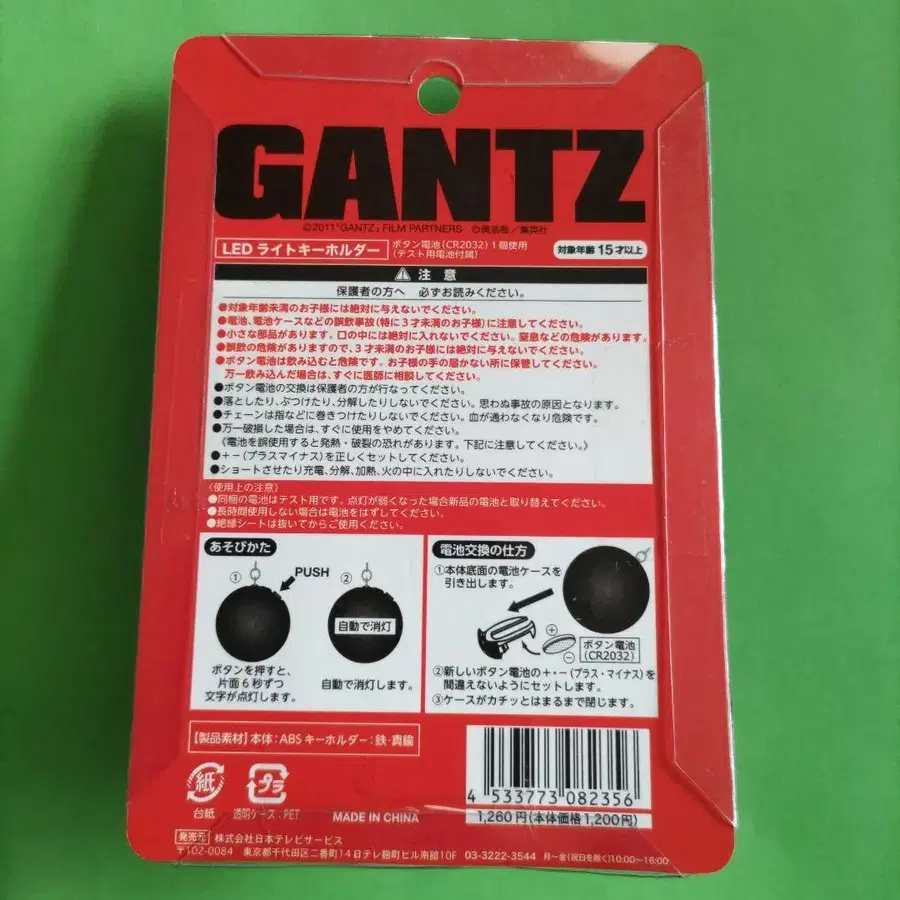 GANTZ
©2011「GANTZ」FILM PARTNERS ©奥浩哉/集英社
LED ライトキーホルダー
ボタン電池(CR2032)1個使用
(テスト用電池付属)
対象年齢 15才以上
注 意
保護者の方へ 必ずお読みください。
●対象年齢未満のお子様には絶対に与えないでください。
●電池、電池ケースなどの誤飲事故(特に3才未満のお子様)に注意してください。
●小さな部品があります。口の中には絶対に入れないでください。窒息などの危険があります。
●誤飲の危険がありますので、3才未満のお子様には絶対に与えないでください。
●ボタン電池は飲み込むと危険です。お子様の手の届かない所に保管してください。
万一飲み込んだ場合は、すぐに医師に相談してください。
●ボタン電池の交換は保護者の方が行なってください。
●落としたり、ぶつけたり、分解したりしないでください。思わぬ事故の原因となります。
●チェーンは指などに巻きつけたりしないでください。血が通わなくなり危険です。
●万一破損した場合は、すぐに使用をやめてください。
《電池を誤使用すると発熱・破裂の恐れがあります。下記に注意してください。》
●+−(プラスマイナス)を正しくセットしてください。
●ショートさせたり充電、分解、加熱、火の中に入れたりしないでください。
〈使用上の注意〉
●同梱の電池はテスト用です。点灯が弱くなった場合新品の電池と取り替えてください。
●長時間使用しない場合は電池をはずしてください。
●絶縁シートは抜いてからご使用ください。
あそびかた
① PUSH ②
自動で消灯
ボタンを押すと、
片面6秒ずつ
文字が点灯します。
自動で消灯します。
電池交換の仕方
①本体底面の電池ケースを
引き出します。
+
−
ボタン電池
(CR2032)
②新しいボタン電池の+・−(プラス・マイナス)を
間違えないようにセットします。
③ケースがカチッとはまるまで閉じます。
【製品素材】本体:ABS キーホルダー:鉄・真鍮
紙
プラ
台紙 透明ケース:PET
MADE IN CHINA
4 533773 082356
1,260円(本体価格1,200円)
発売元 株式会社日本テレビサービス
〒102-0084 東京都千代田区二番町14日テレ麹町ビル南館10F 03-3222-3544 月〜金(祝日を除く)10:00〜16:00